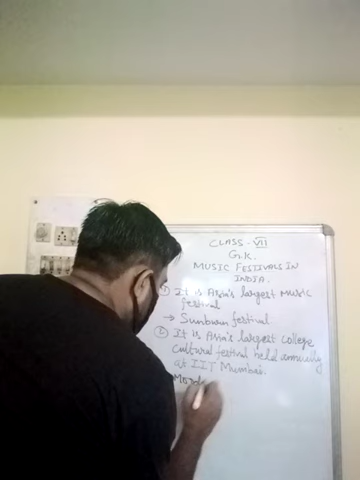 CLASS - VII
G.K.
MUSIC FESTIVALS IN
INDIA.
① It is Asia's largest music
festival
→ Sunburn festival.
② It is Asia's largest college
cultural festival held annually
at IIT Mumbai.